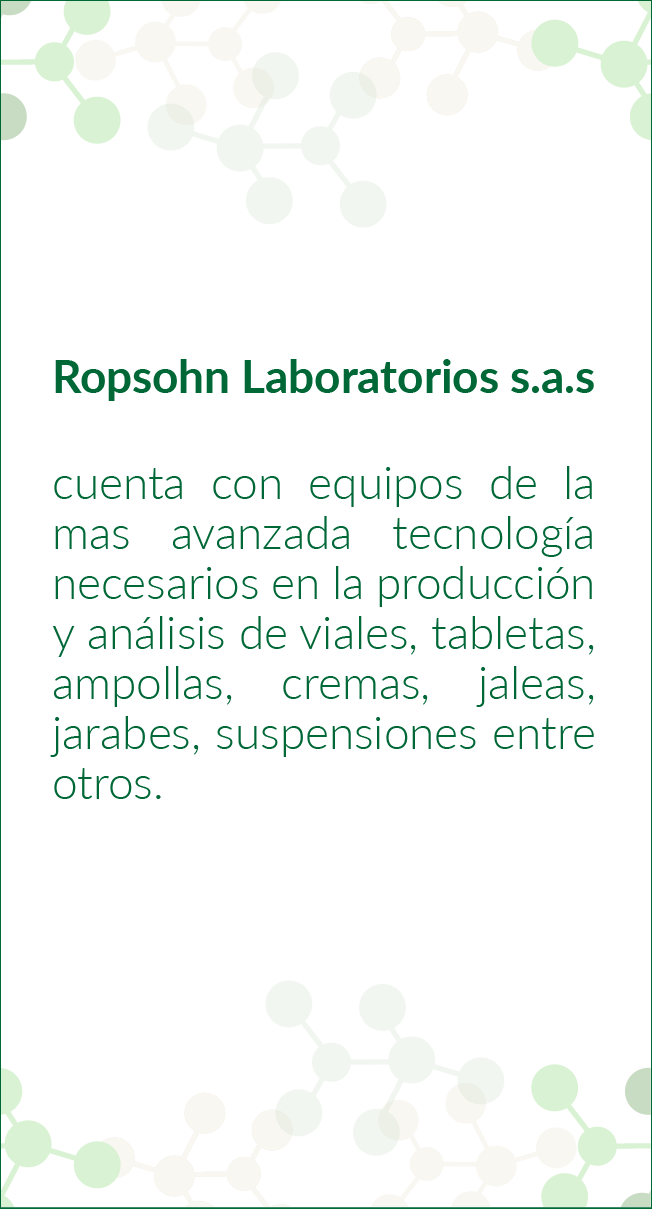 Ropsohn Laboratorios s.a.s
cuenta con equipos de la
mas avanzada tecnología
necesarios en la producción
y análisis de viales, tabletas,
ampollas, cremas, jaleas,
jarabes, suspensiones entre
otros.